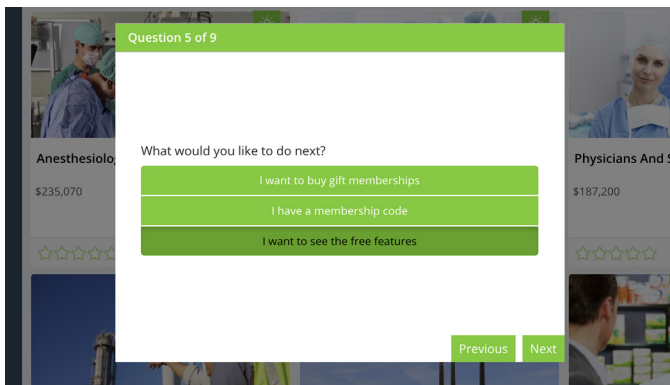 Question 5 of 9
What would you like to do next?
I want to buy gift memberships
I have a membership code
I want to see the free features
Previous Next
$235,070
Physicians And
$187,200